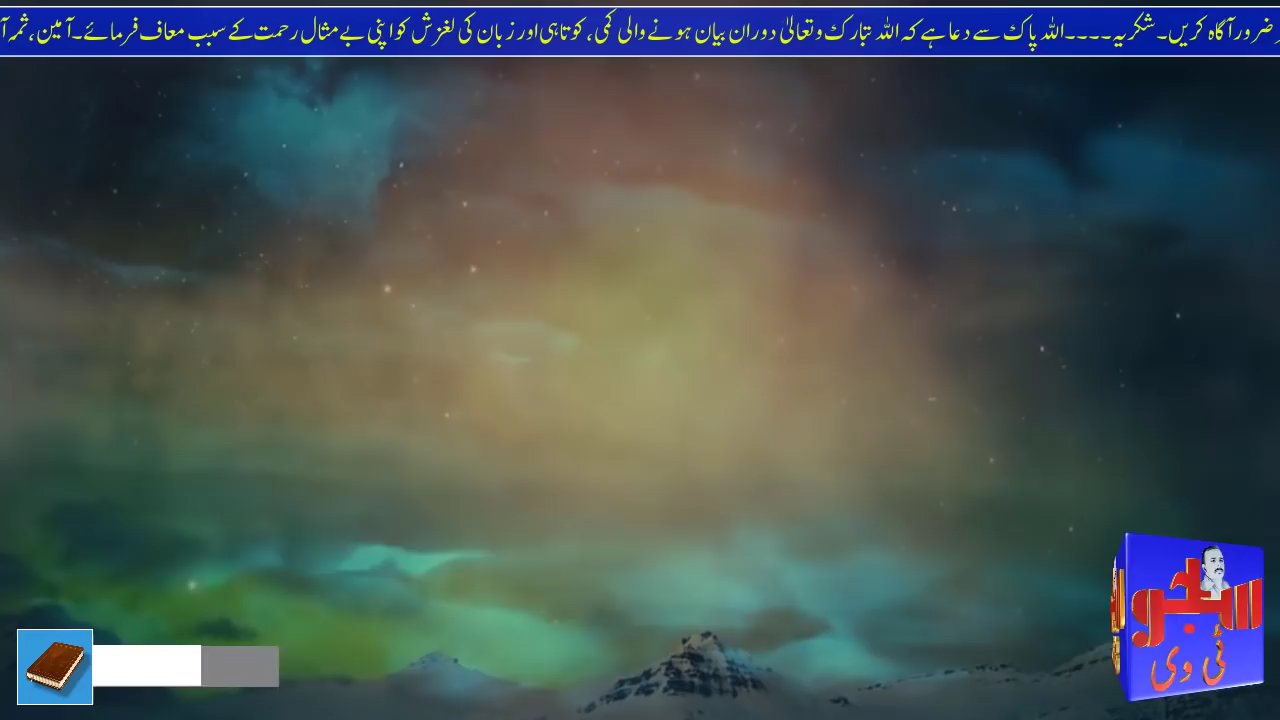 ضرور آگاہ کریں۔شکریہ۔۔۔۔اللہ پاک سے دعا ہے کہ اللہ تبارک وتعالیٰ دوران بیان ہونے والی کمی، کوتاہی اور زبان کی لغزش کو اپنی بے مثال رحمت کے سبب معاف فرمائے۔آمین،ثمہ آ
ٹی وی